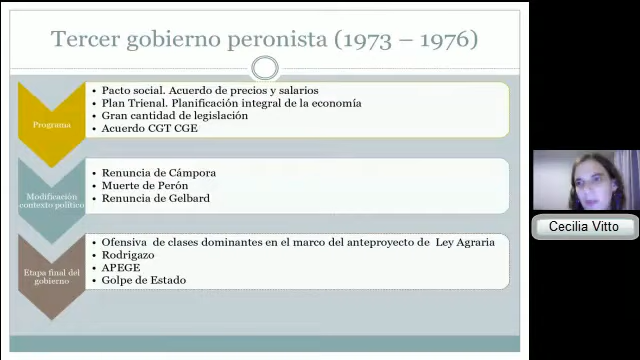 Tercer gobierno peronista (1973 – 1976)
Programa
• Pacto social. Acuerdo de precios y salarios
• Plan Trienal. Planificación integral de la economía
• Gran cantidad de legislación
• Acuerdo CGT CGE
Modificación
contexto político
• Renuncia de Cámpora
• Muerte de Perón
• Renuncia de Gelbard
Etapa final del
gobierno
• Ofensiva de clases dominantes en el marco del anteproyecto de Ley Agraria
• Rodrigazo
• APEGE
• Golpe de Estado
Cecilia Vitto